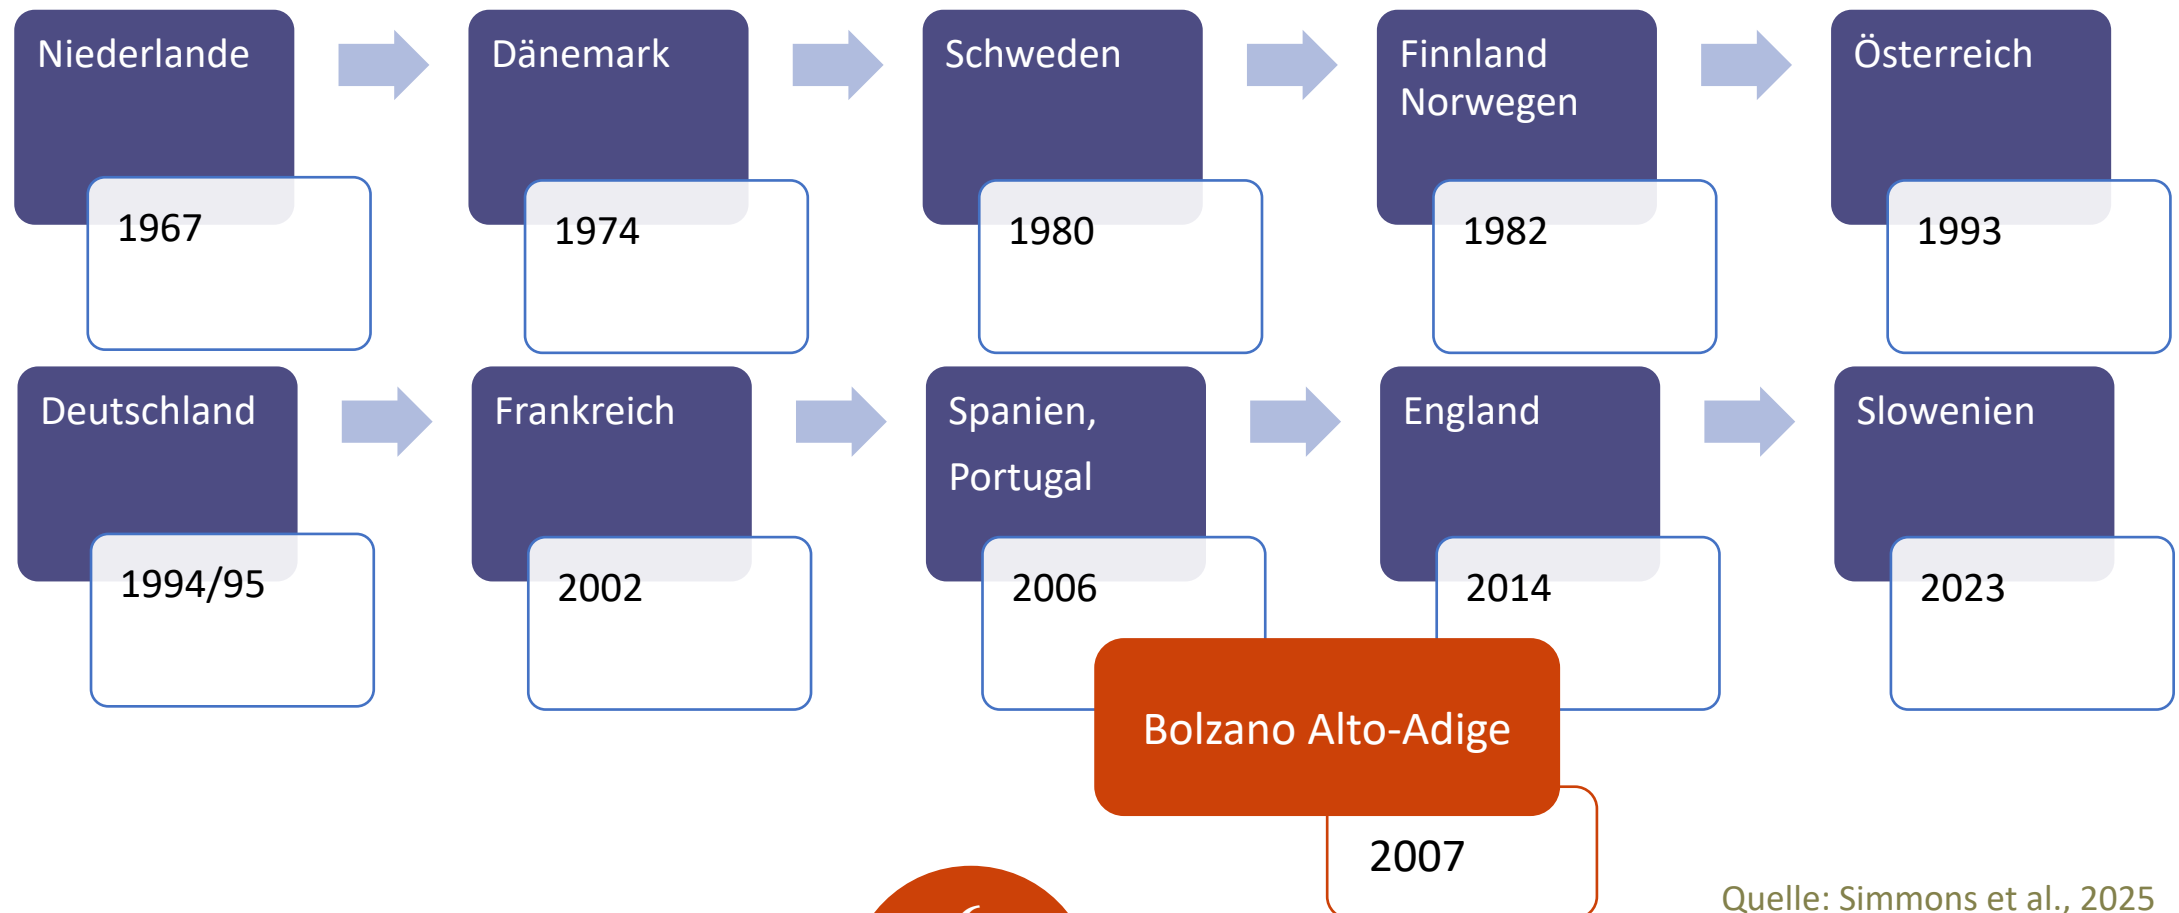 Niederlande
1967
Dänemark
1974
Schweden
1980
Finnland
Norwegen
1982
Österreich
1993
Deutschland
1994/95
Frankreich
2002
Spanien,
Portugal
2006
England
2014
Slowenien
2023
Bolzano Alto-Adige
2007
Quelle: Simmons et al., 2025